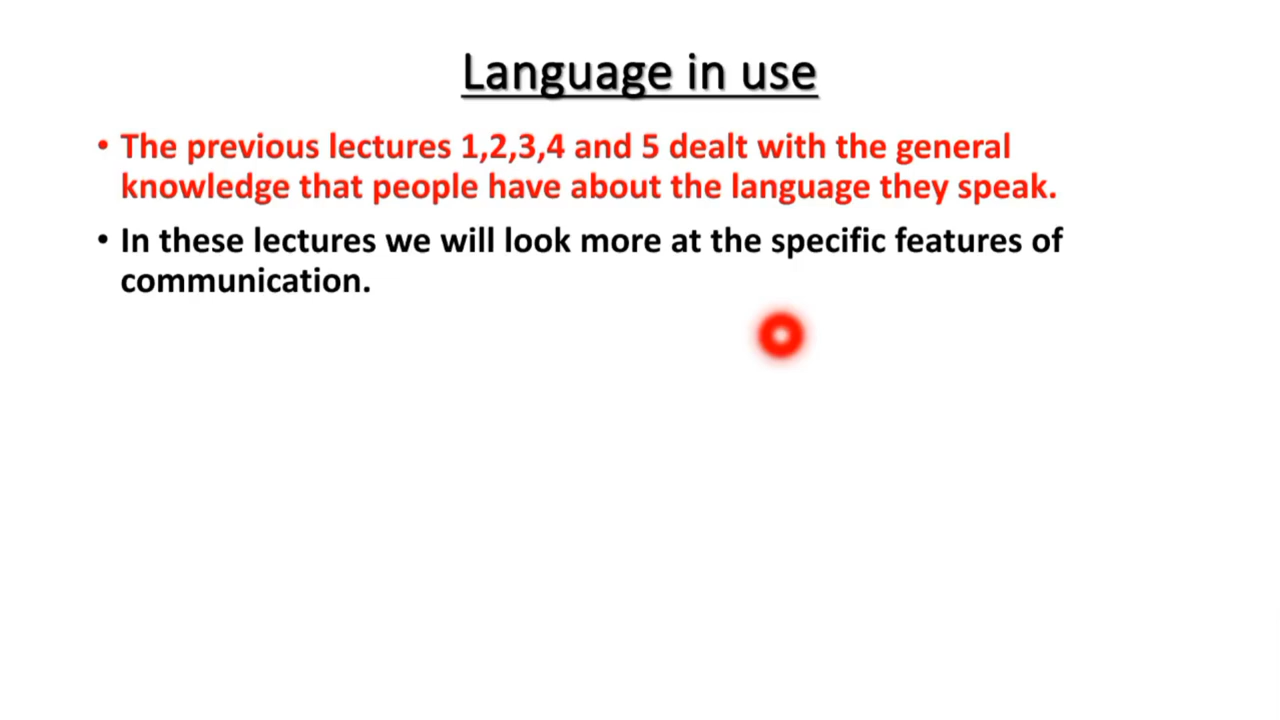 Language in use
• The previous lectures 1,2,3,4 and 5 dealt with the general
knowledge that people have about the language they speak.
• In these lectures we will look more at the specific features of
communication.